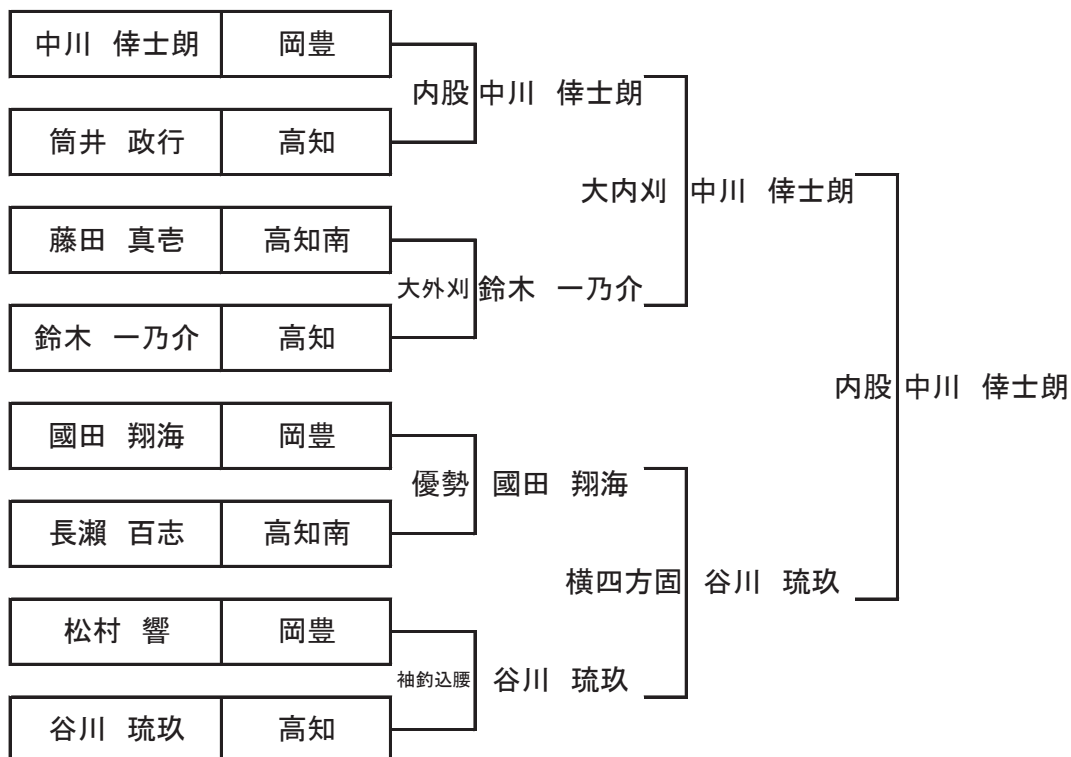 中川 倖士朗 岡豊
内股 中川 倖士朗
筒井 政行 高知
大内刈 中川 倖士朗
藤田 真壱 高知南
大外刈 鈴木 一乃介
鈴木 一乃介 高知
内股 中川 倖士朗
國田 翔海 岡豊
優勢 國田 翔海
長瀨 百志 高知南
横四方固 谷川 琉玖
松村 響 岡豊
袖釣込腰 谷川 琉玖
谷川 琉玖 高知